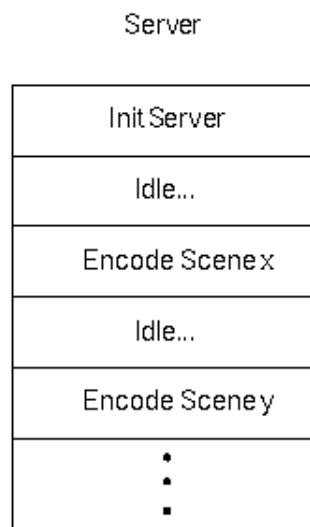 Server
Init Server
Idle...
Encode Scene x
Idle...
Encode Scene y